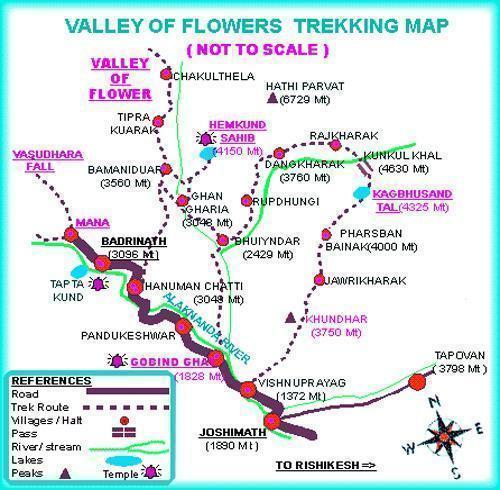 VALLEY OF FLOWERS TREKKING MAP
( NOT TO SCALE )
VALLEY
OF
FLOWER
CHAKULTHELA
HATHI PARVAT
(6729 Mt)
TIPRA
KUARAK
HEMKUND
SAHIB
(4150 Mt)
RAJKHARAK
VASUDHARA
FALL
BAMANIDUAR
(3560 Mt)
DANGKHARAK
(3760 Mt)
KUNKUL KHAL
(4630 Mt)
GHAN
GHARIA
(3048 Mt)
RUPDHUNGI
KAGBHUSAND
TAL(4325 Mt)
MANA
BADRINATH
(3096 Mt)
BHUIYNDAR
(2429 Mt)
PHARSBAN
BAINAK(4000 Mt)
TAPTA
KUND
HANUMAN CHATTI
(3048 Mt)
JAWRIKHARAK
ALAKNANDA RIVER
PANDUKESHWAR
KHUNDHAR
(3750 Mt)
GOBIND GHAT
(1828 Mt)
TAPOVAN
(3798 Mt)
VISHNUPRAYAG
(1372 Mt)
JOSHIMATH
(1890 Mt)
TO RISHIKESH =>
N
E
W
S
REFERENCES
Road
Trek Route
Villages / Halt
Pass
River/ stream
Lakes
Peaks
Temple